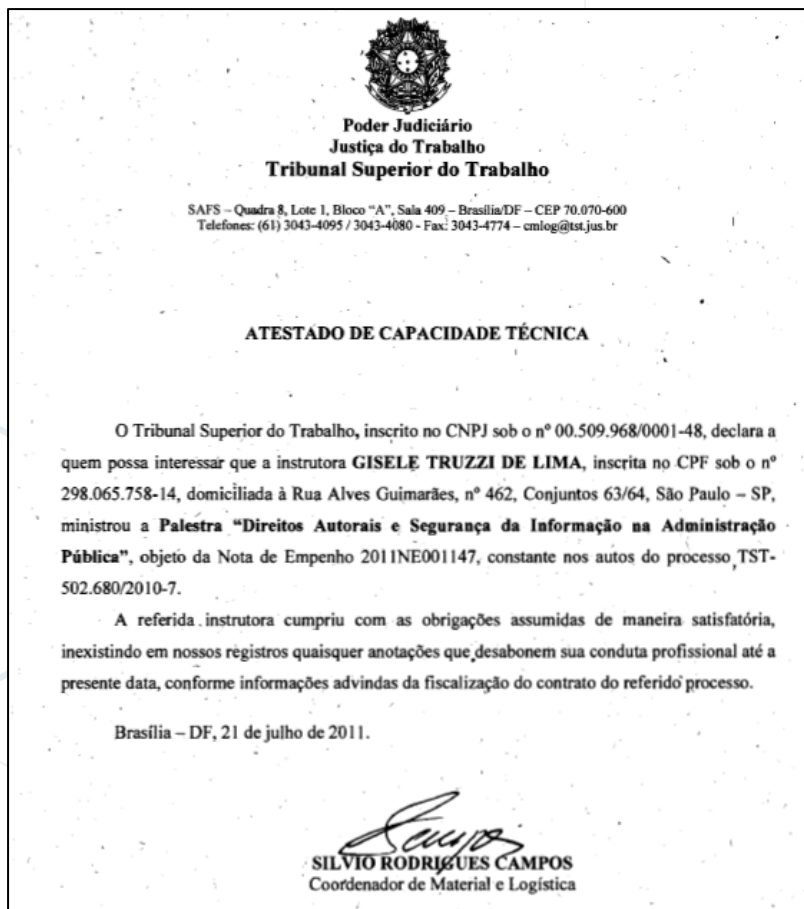 Poder Judiciário
Justiça do Trabalho
Tribunal Superior do Trabalho
SAFS – Quadra 8, Lote 1, Bloco “A”, Sala 409 – Brasília/DF – CEP 70.070-600
Telefones: (61) 3043-4095 / 3043-4080 - Fax: 3043-4774 – cmlog@tst.jus.br
ATESTADO DE CAPACIDADE TÉCNICA
O Tribunal Superior do Trabalho, inscrito no CNPJ sob o nº 00.509.968/0001-48, declara a
quem possa interessar que a instrutora GISELE TRUZZI DE LIMA, inscrita no CPF sob o nº
298.065.758-14, domiciliada à Rua Alves Guimarães, nº 462, Conjuntos 63/64, São Paulo – SP,
ministrou a Palestra “Direitos Autorais e Segurança da Informação na Administração
Pública”, objeto da Nota de Empenho 2011NE001147, constante nos autos do processo TST-
502.680/2010-7.
A referida instrutora cumpriu com as obrigações assumidas de maneira satisfatória,
inexistindo em nossos registros quaisquer anotações que desabonem sua conduta profissional até a
presente data, conforme informações advindas da fiscalização do contrato do referido processo.
Brasília – DF, 21 de julho de 2011.
Campos
SILVIO RODRIGUES CAMPOS
Coordenador de Material e Logística